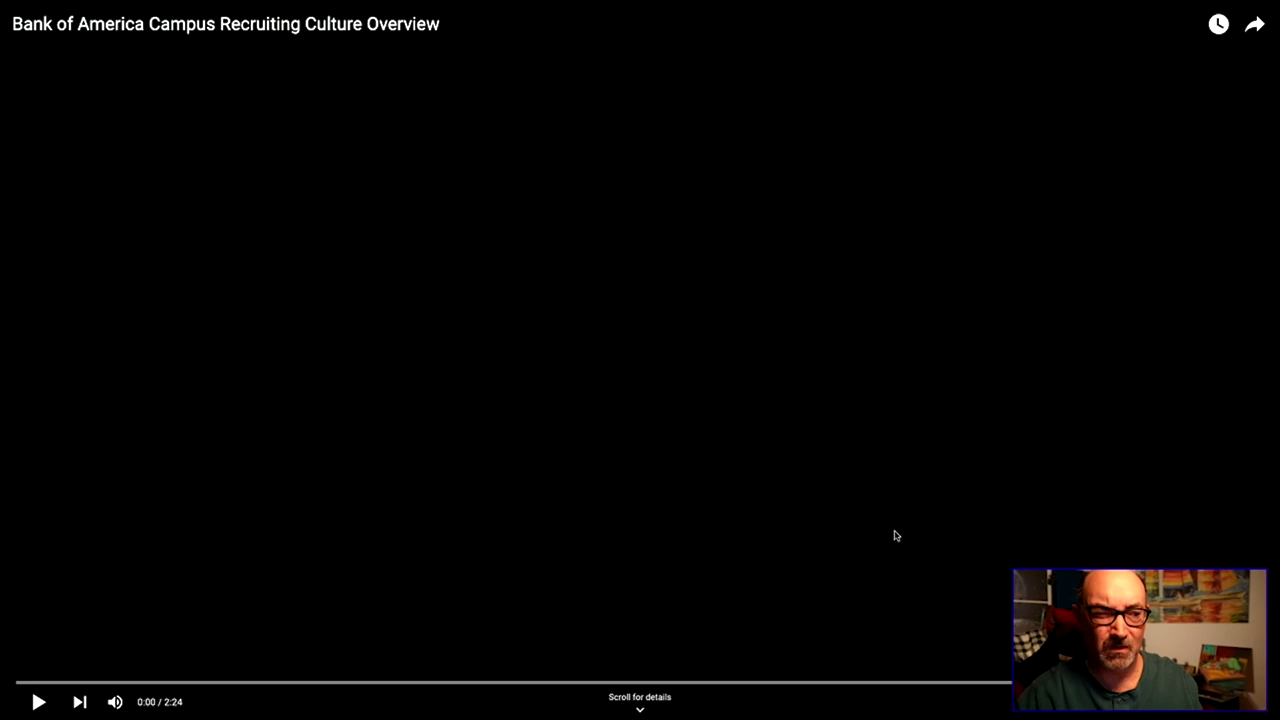 Bank of America Campus Recruiting Culture Overview
Scroll for details
0:00 / 2:24